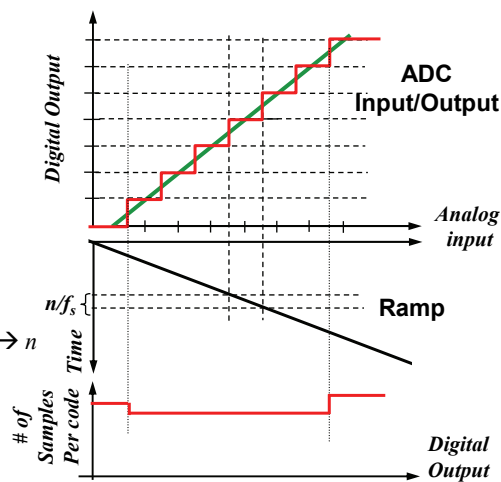 Digital Output
ADC
Input/Output
Analog
input
n/fs
Ramp
→ n
Time
# of
Samples
Per code
Digital
Output